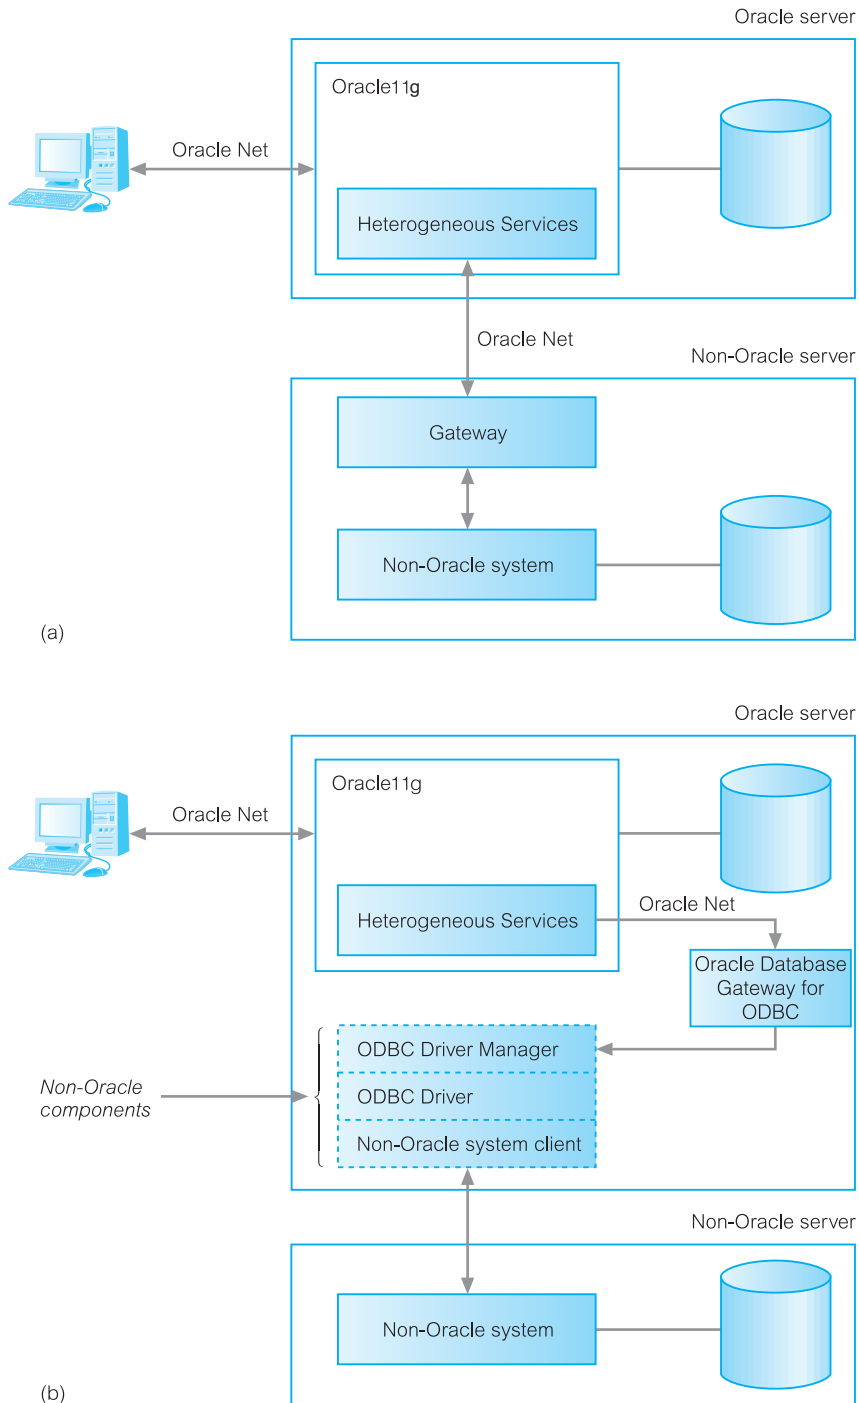 Oracle server
Oracle11g
Oracle Net
Heterogeneous Services
Oracle Net
Non-Oracle server
Gateway
Non-Oracle system
(a)
Oracle server
Oracle11g
Oracle Net
Heterogeneous Services
Oracle Net
Oracle Database
Gateway for
ODBC
ODBC Driver Manager
Non-Oracle
components
ODBC Driver
Non-Oracle system client
Non-Oracle server
Non-Oracle system
(b)